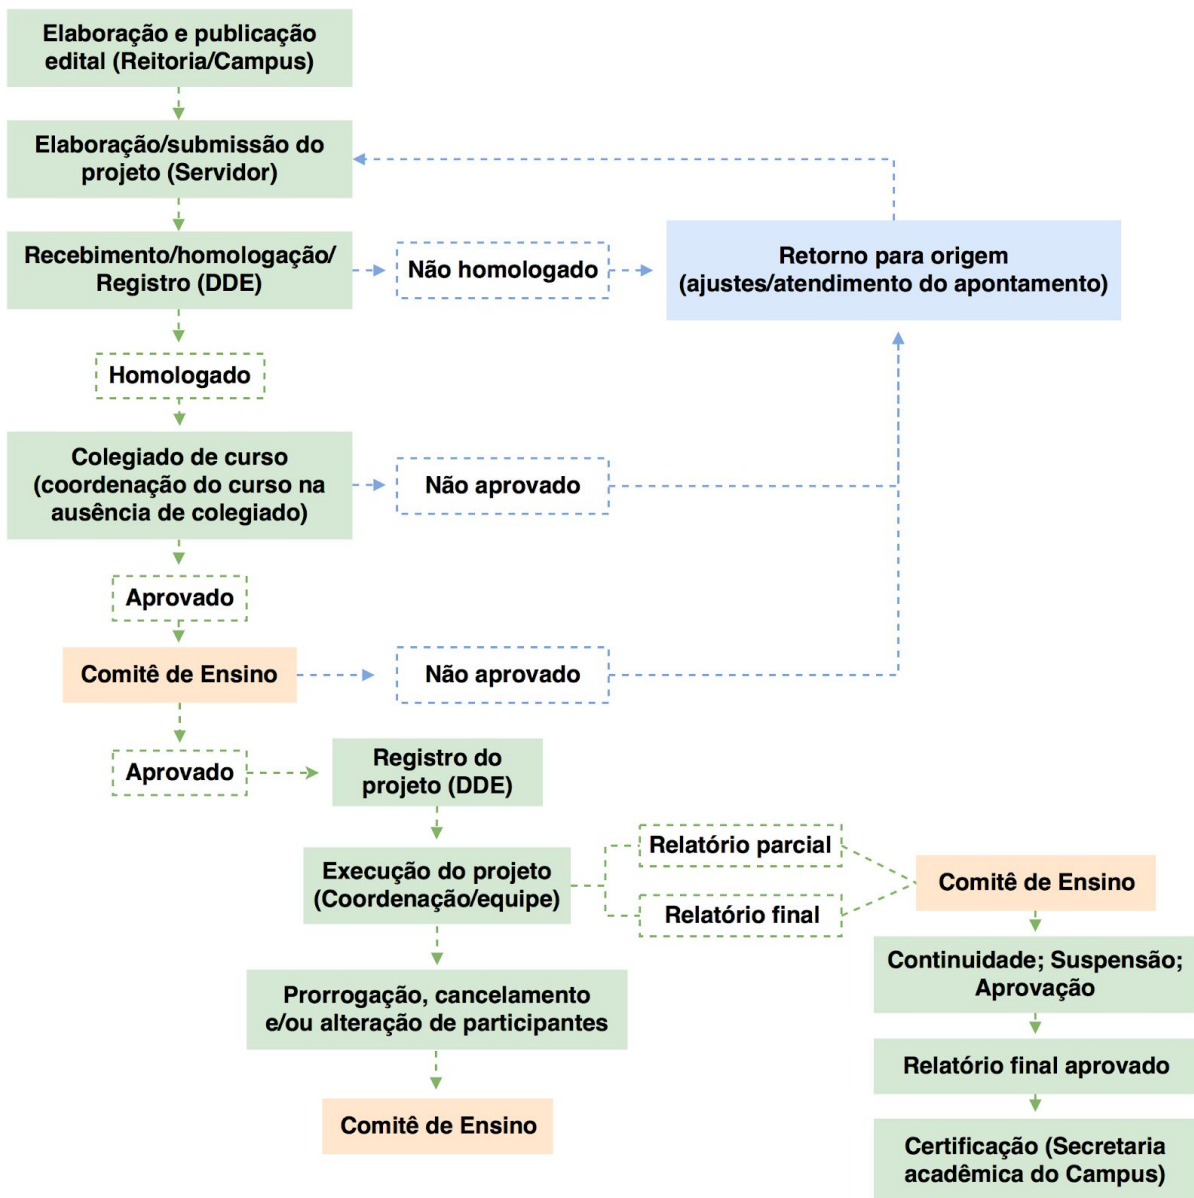 Elaboração e publicação
edital (Reitoria/Campus)
Elaboração/submissão do
projeto (Servidor)
Recebimento/homologação/
Registro (DDE)
Não homologado
Retorno para origem
(ajustes/atendimento do apontamento)
Homologado
Colegiado de curso
(coordenação do curso na
ausência de colegiado)
Não aprovado
Aprovado
Comitê de Ensino
Não aprovado
Aprovado
Registro do
projeto (DDE)
Execução do projeto
(Coordenação/equipe)
Relatório parcial
Relatório final
Comitê de Ensino
Continuidade; Suspensão;
Aprovação
Prorrogação, cancelamento
e/ou alteração de participantes
Relatório final aprovado
Comitê de Ensino
Certificação (Secretaria
acadêmica do Campus)